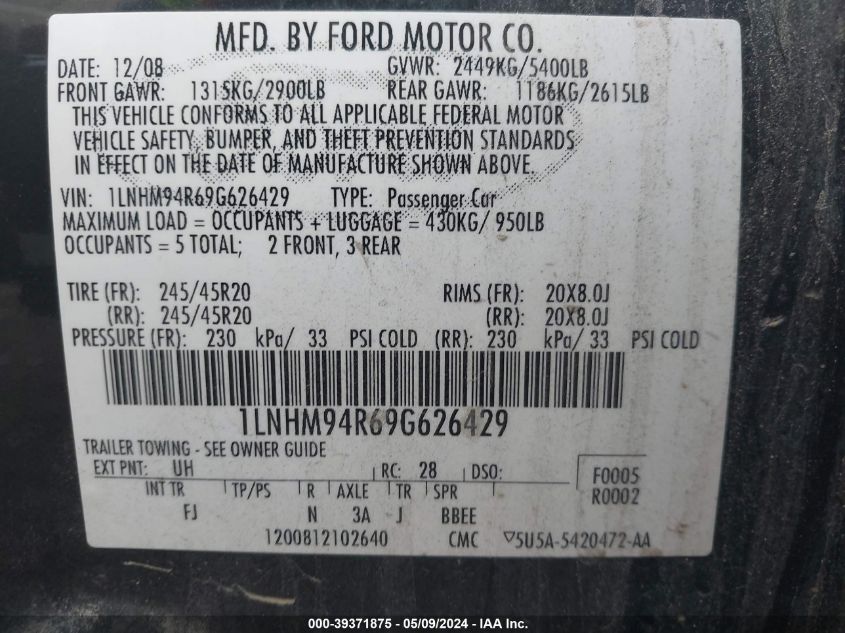 MFD. BY FORD MOTOR CO.
DATE: 12/08 GVWR: 2449KG/5400LB
FRONT GAWR: 1315KG/2900LB REAR GAWR: 1186KG/2615LB
THIS VEHICLE CONFORMS TO ALL APPLICABLE FEDERAL MOTOR
VEHICLE SAFETY, BUMPER, AND THEFT PREVENTION STANDARDS
IN EFFECT ON THE DATE OF MANUFACTURE SHOWN ABOVE.
VIN: 1LNHM94R69G626429 TYPE: Passenger Car
MAXIMUM LOAD = OCCUPANTS + LUGGAGE = 430KG/ 950LB
OCCUPANTS = 5 TOTAL; 2 FRONT, 3 REAR
TIRE (FR): 245/45R20 RIMS (FR): 20X8.0J
(RR): 245/45R20 (RR): 20X8.0J
PRESSURE (FR): 230 kPa/ 33 PSI COLD (RR): 230 kPa/ 33 PSI COLD
1LNHM94R69G626429
TRAILER TOWING - SEE OWNER GUIDE
EXT PNT: UH RC: 28 DSO: F0005
INT TR TP/PS R AXLE TR SPR R0002
FJ N 3A J BBEE
1200812102640 CMC 5U5A-5420472-AA
000-39371875 - 05/09/2024 - IAA Inc.